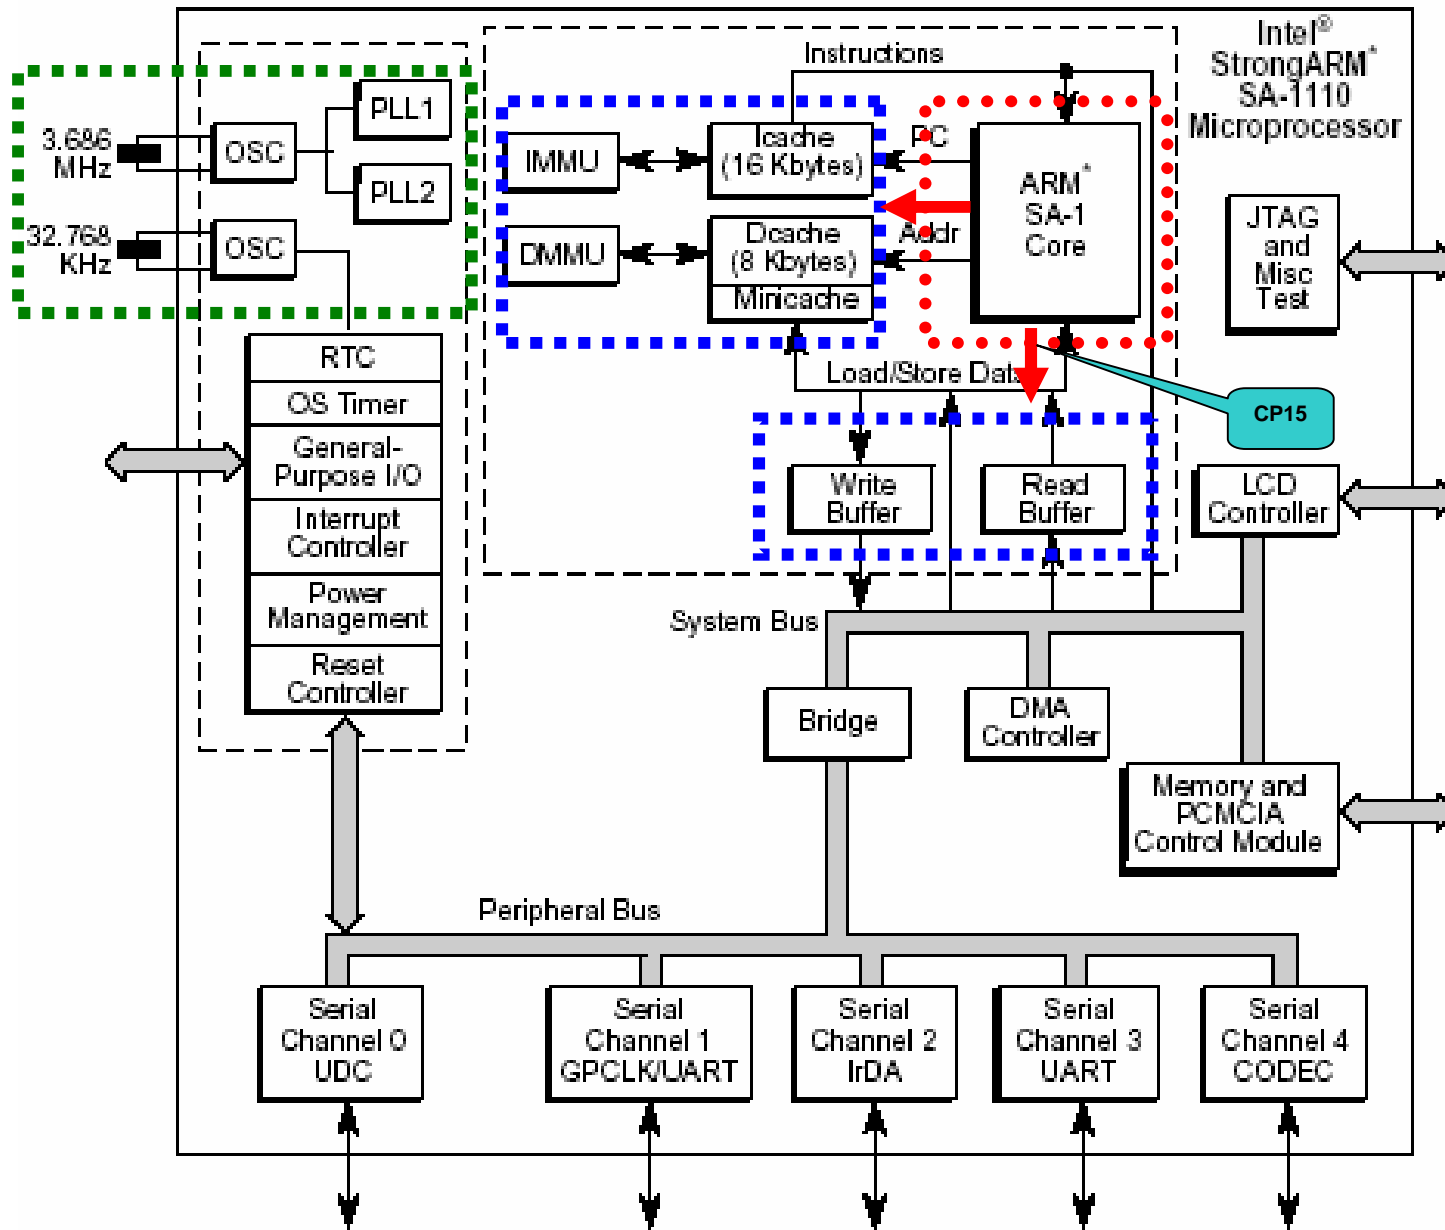 Intel®
StrongARM*
SA-1110
Microprocessor
Instructions
3.686
MHz
OSC
PLL1
PLL2
32.768
KHz
OSC
IMMU
Icache
(16 Kbytes)
PC
ARM*
SA-1
Core
DMMU
Dcache
(8 Kbytes)
Minicache
Addr
JTAG
and
Misc
Test
RTC
OS Timer
General-
Purpose I/O
Interrupt
Controller
Power
Management
Reset
Controller
Load/Store Data
CP15
Write
Buffer
Read
Buffer
LCD
Controller
System Bus
Bridge
DMA
Controller
Memory and
PCMCIA
Control Module
Peripheral Bus
Serial
Channel 0
UDC
Serial
Channel 1
GPCLK/UART
Serial
Channel 2
IrDA
Serial
Channel 3
UART
Serial
Channel 4
CODEC